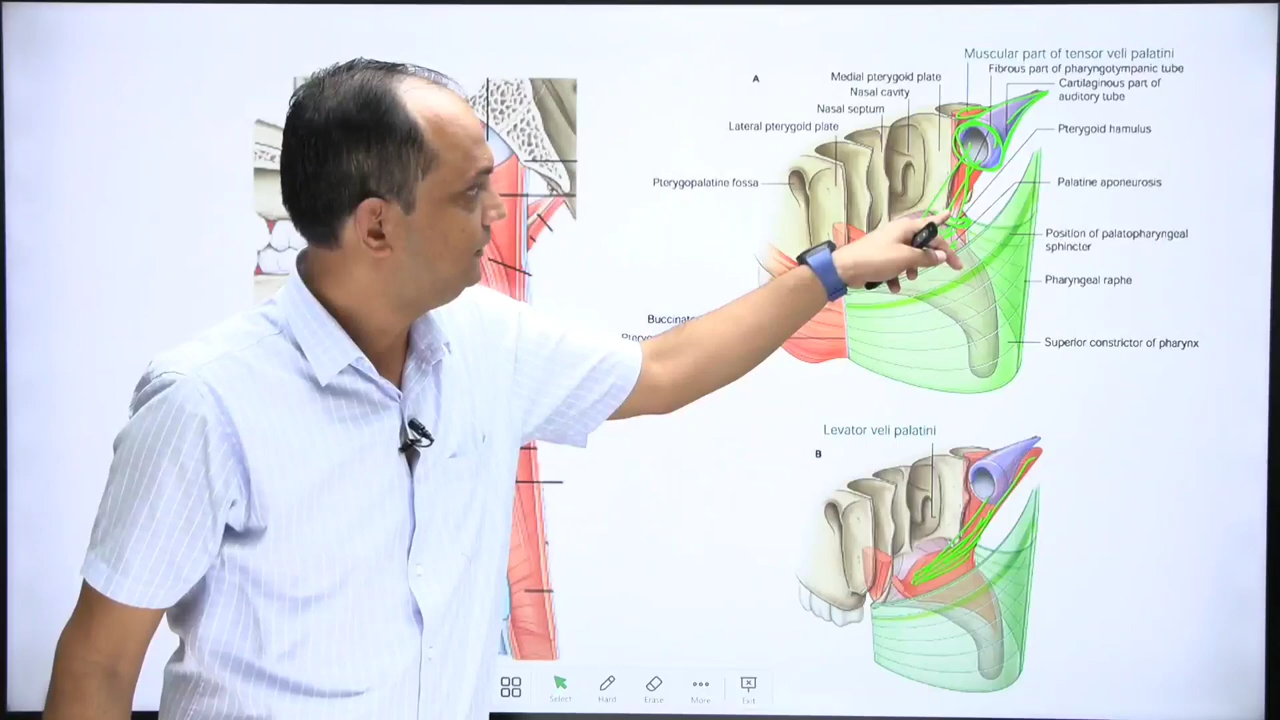 Muscular part of tensor veli palatini
Fibrous part of pharyngotympanic tube
A
Medial pterygoid plate
Cartilaginous part of
auditory tube
Nasal cavity
Nasal septum
Lateral pterygoid plate
Pterygoid hamulus
Pterygopalatine fossa
Palatine aponeurosis
Position of palatopharyngeal
sphincter
Pharyngeal raphe
Superior constrictor of pharynx
Levator veli palatini
B
Select
Hard
Erase
More
Exit